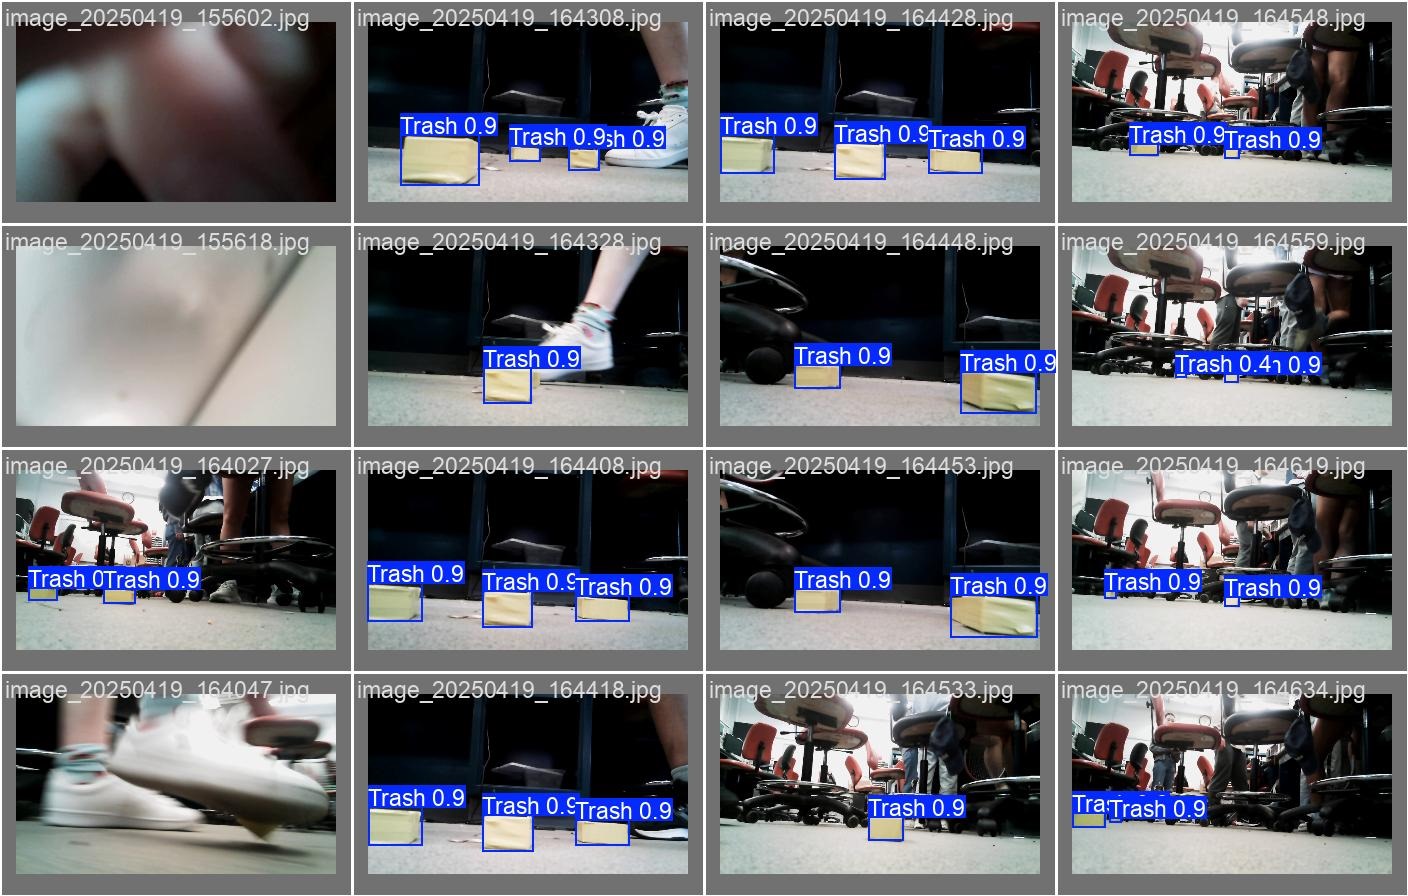 image_20250419_155602.jpg
image_20250419_164308.jpg
Trash 0.9
Trash 0.9
sh 0.9
image_20250419_164428.jpg
Trash 0.9
Trash 0.9
Trash 0.9
image_20250419_164548.jpg
Trash 0.9
Trash 0.9
image_20250419_155618.jpg
image_20250419_164328.jpg
Trash 0.9
image_20250419_164448.jpg
Trash 0.9
Trash 0.9
image_20250419_164559.jpg
Trash 0.4
0.9
image_20250419_164027.jpg
Trash 0
Trash 0.9
image_20250419_164408.jpg
Trash 0.9
Trash 0.9
Trash 0.9
image_20250419_164453.jpg
Trash 0.9
Trash 0.9
image_20250419_164619.jpg
Trash 0.9
Trash 0.9
image_20250419_164047.jpg
image_20250419_164418.jpg
Trash 0.9
Trash 0.9
Trash 0.9
image_20250419_164533.jpg
Trash 0.9
image_20250419_164634.jpg
Tra
Trash 0.9